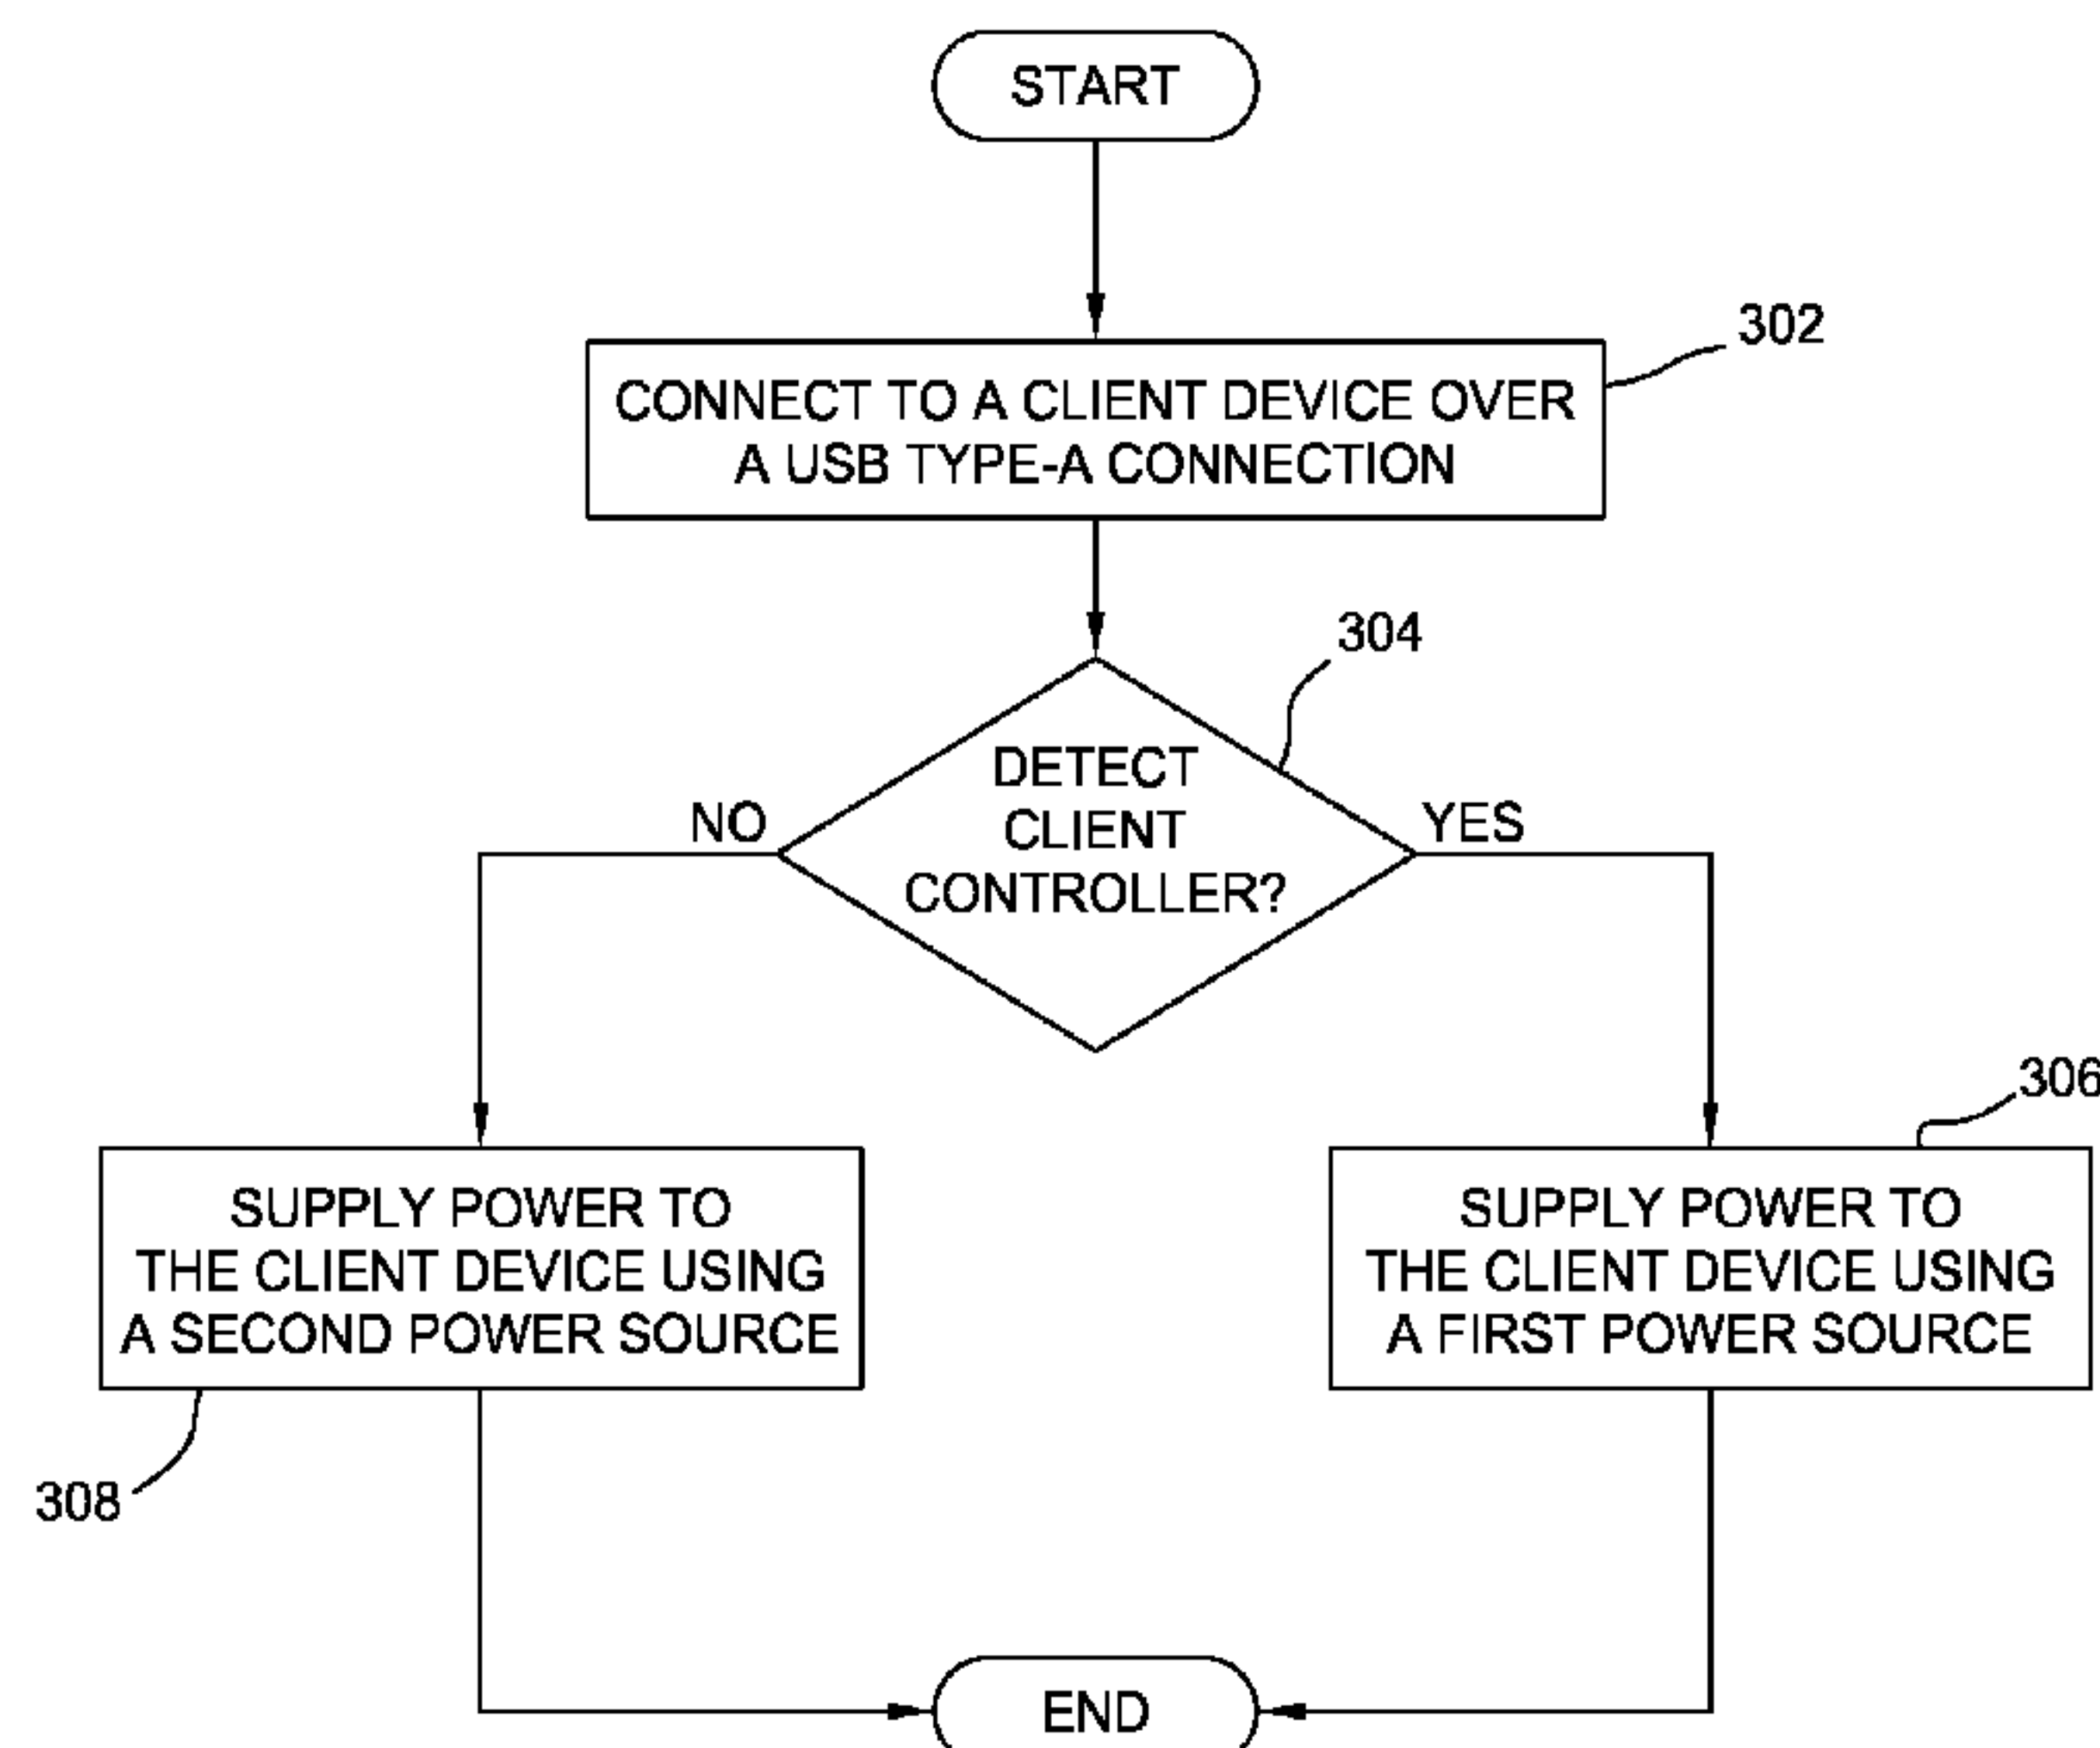 START
302
CONNECT TO A CLIENT DEVICE OVER
A USB TYPE-A CONNECTION
304
DETECT
CLIENT
CONTROLLER?
NO
YES
306
SUPPLY POWER TO
THE CLIENT DEVICE USING
A SECOND POWER SOURCE
SUPPLY POWER TO
THE CLIENT DEVICE USING
A FIRST POWER SOURCE
308
END